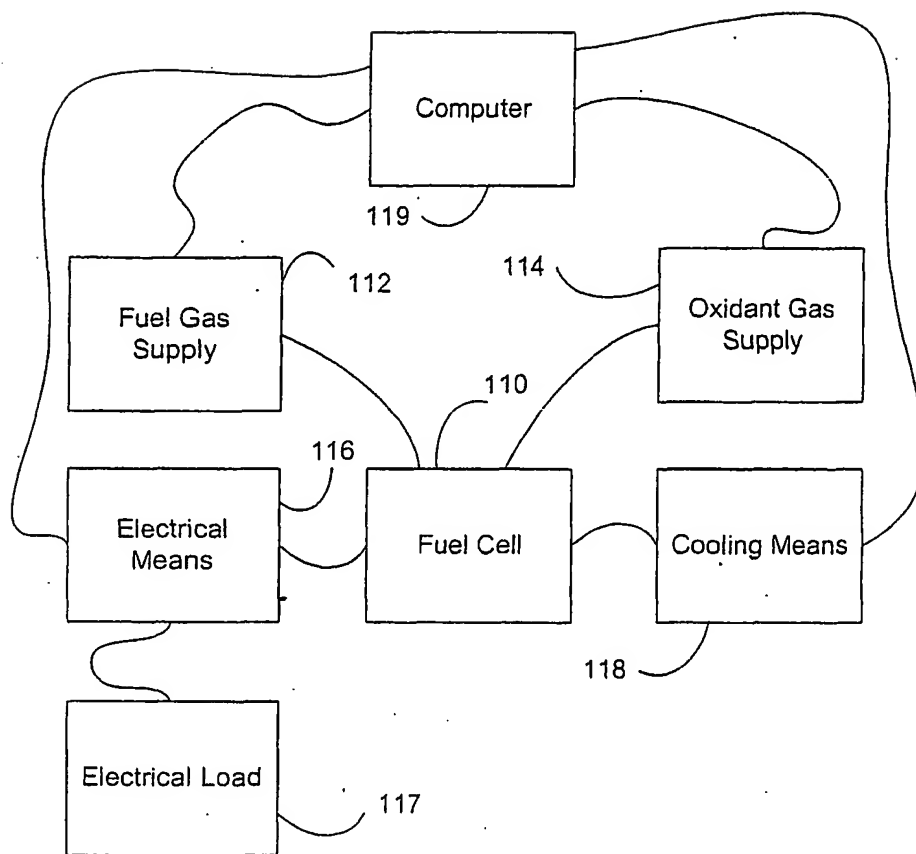 Computer
119
112
114
Fuel Gas
Supply
Oxidant Gas
Supply
110
116
Electrical
Means
Fuel Cell
Cooling Means
118
Electrical Load
117